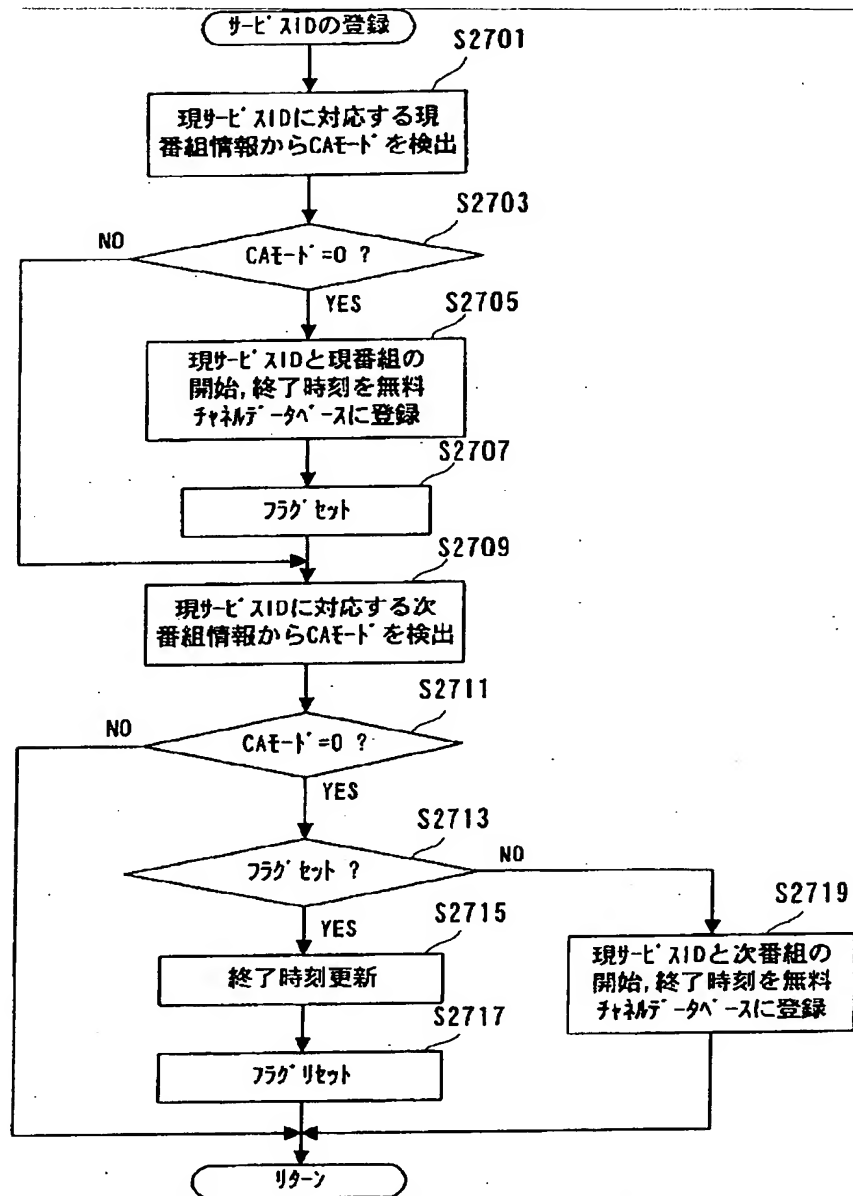 サービスIDの登録
S2701
現サービスIDに対応する現
番組情報からCAモードを検出
S2703
NO
CAモード=0 ?
YES
S2705
現サービスIDと現番組の
開始,終了時刻を無料
チャネルデータベースに登録
S2707
フラグセット
S2709
現サービスIDに対応する次
番組情報からCAモードを検出
S2711
NO
CAモード=0 ?
YES
S2713
フラグセット ?
NO
YES
S2715
終了時刻更新
S2719
現サービスIDと次番組の
開始,終了時刻を無料
チャネルデータベースに登録
S2717
フラグリセット
リターン